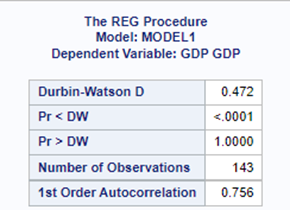 The REG Procedure
Model: MODEL1
Dependent Variable: GDP GDP
Durbin-Watson D 0.472
Pr < DW <.0001
Pr > DW 1.0000
Number of Observations 143
1st Order Autocorrelation 0.756